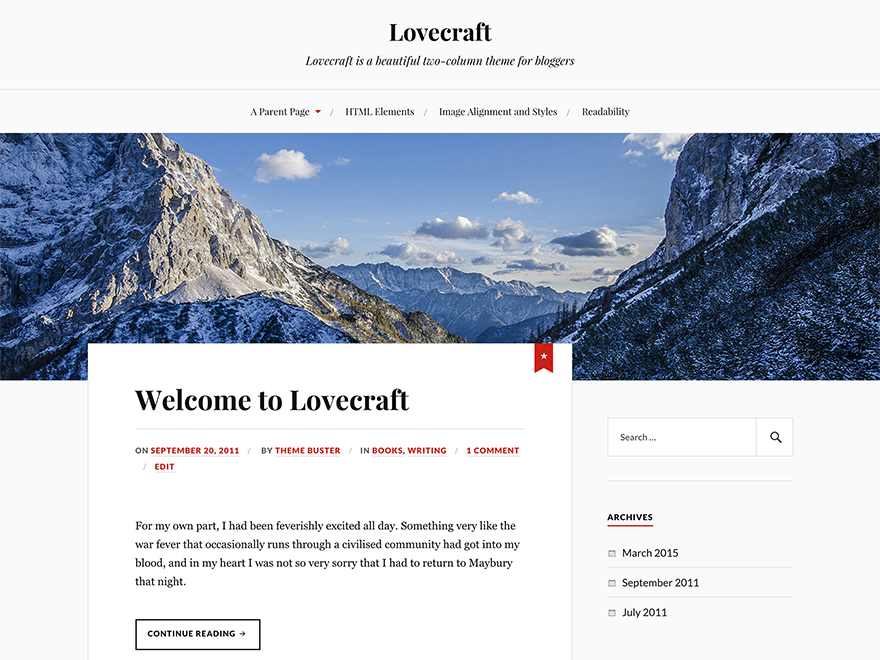 Lovecraft
Lovecraft is a beautiful two-column theme for bloggers
A Parent Page / HTML Elements / Image Alignment and Styles / Readability
Welcome to Lovecraft
ON SEPTEMBER 20, 2011 / BY THEME BUSTER / IN BOOKS, WRITING / 1 COMMENT
/ EDIT
For my own part, I had been feverishly excited all day. Something very like the
war fever that occasionally runs through a civilised community had got into my
blood, and in my heart I was not so very sorry that I had to return to Maybury
that night.
CONTINUE READING →
Search …
ARCHIVES
March 2015
September 2011
July 2011